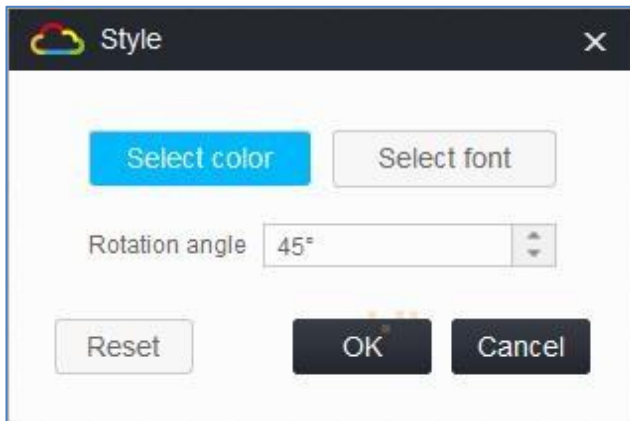 Style
Select color Select font
Rotation angle 45°
Reset OK Cancel